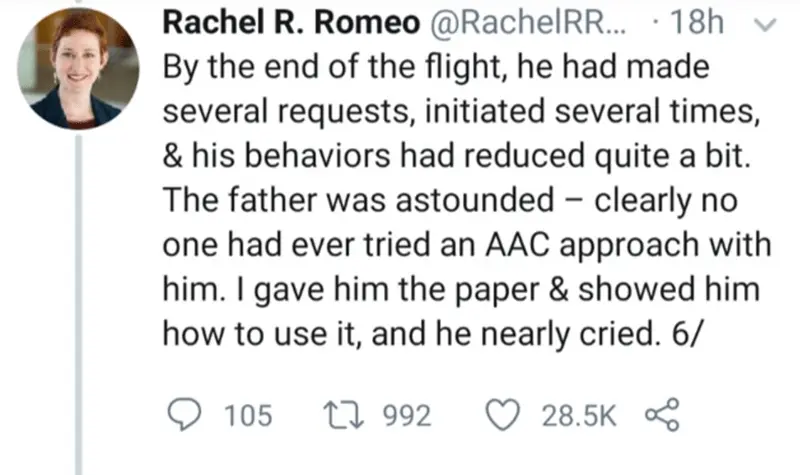 Rachel R. Romeo @RachelRR... · 18h
By the end of the flight, he had made
several requests, initiated several times,
& his behaviors had reduced quite a bit.
The father was astounded – clearly no
one had ever tried an AAC approach with
him. I gave him the paper & showed him
how to use it, and he nearly cried. 6/
105 992 28.5K